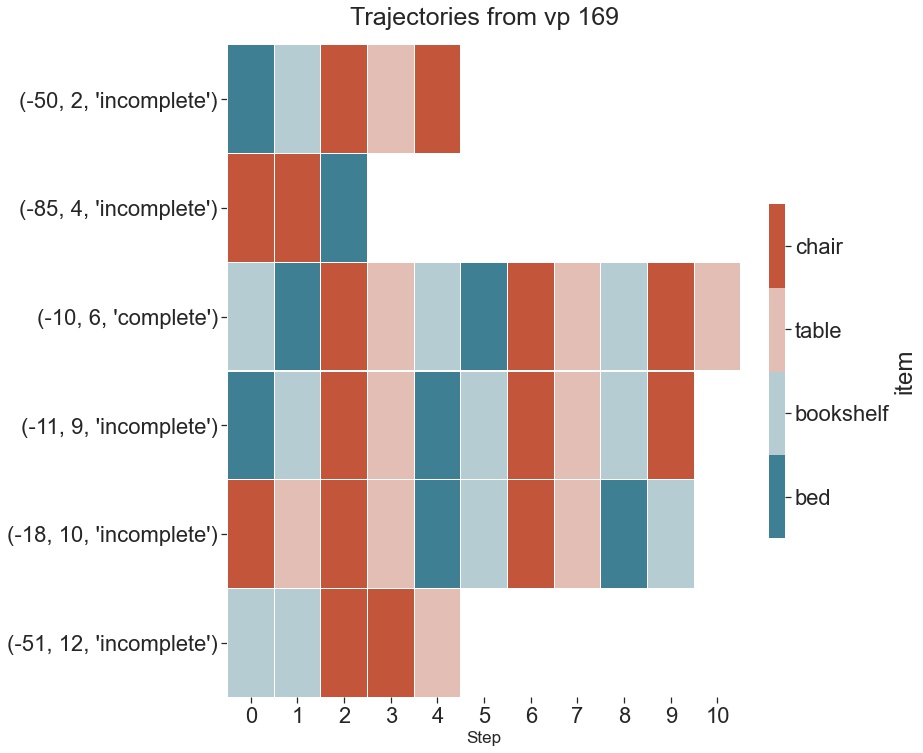 Trajectories from vp 169
(-50, 2, 'incomplete')
(-85, 4, 'incomplete')
(-10, 6, 'complete')
(-11, 9, 'incomplete')
(-18, 10, 'incomplete')
(-51, 12, 'incomplete')
0 1 2 3 4 5 6 7 8 9 10
Step
chair
table
bookshelf
bed
item